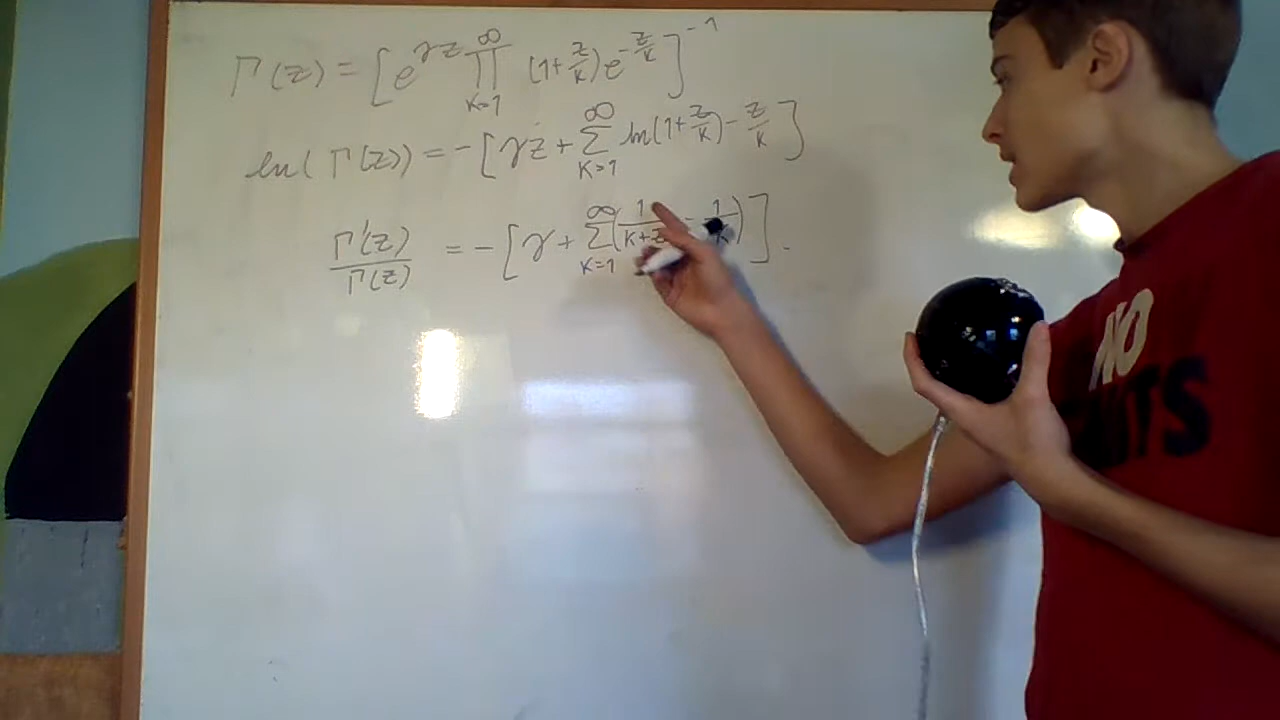 Γ(z) = [e^{γz} ∏_{k=1}^{∞} (1+z/k)e^{-z/k}]^{-1}
ln(Γ(z)) = -[γz + ∑_{k=1}^{∞} ln(1+z/k) - z/k]
Γ'(z)/Γ(z) = -[γ + ∑_{k=1}^{∞} (1/(k+z) - 1/k)].
NO